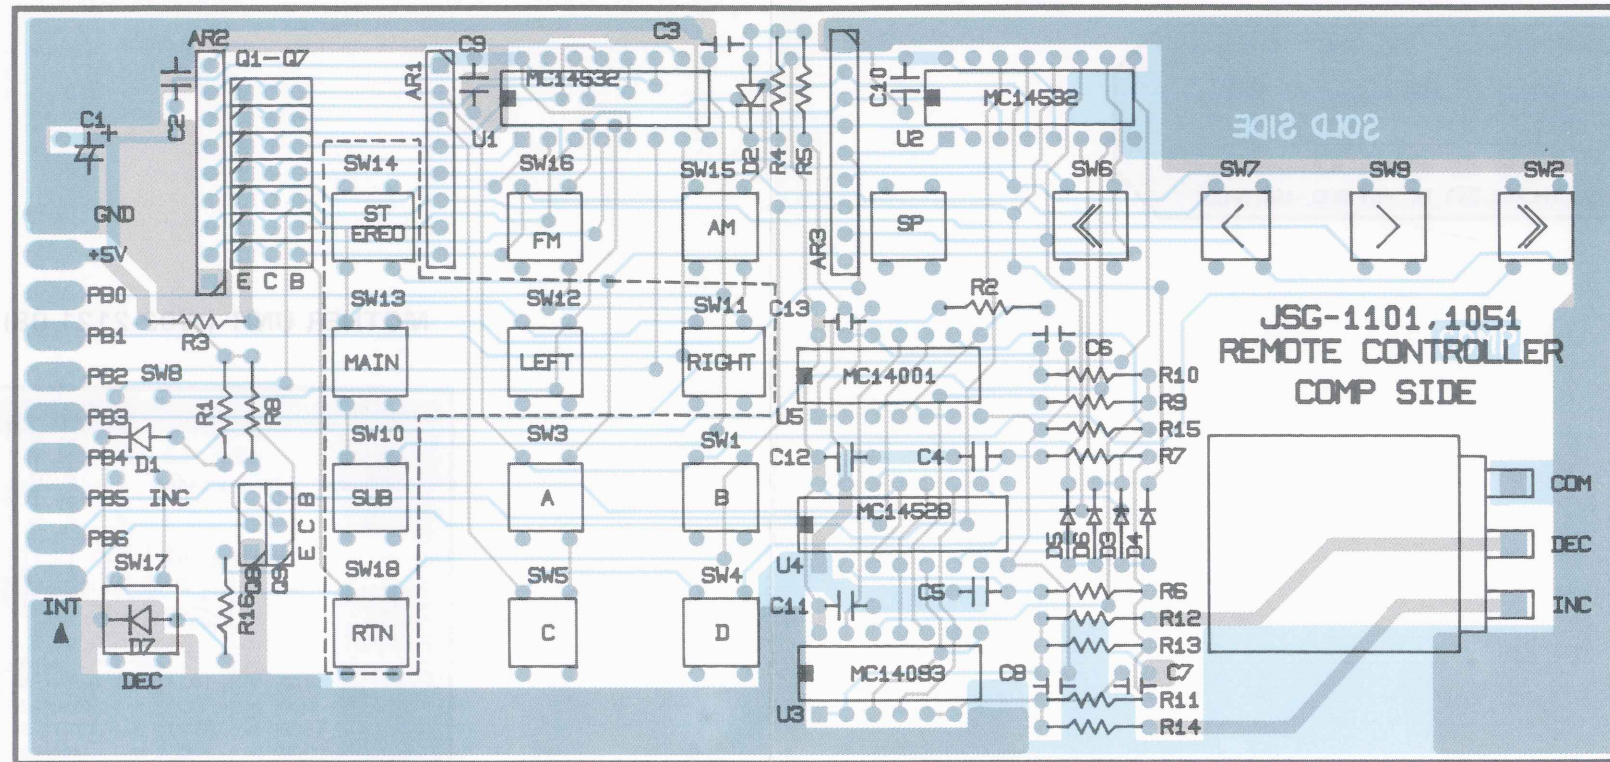 AR2
Q1-Q7
C1
+
C2
AR1
C9
MC14532
U1
C3
D2
R4
R5
C10
MC14532
U2
SOLD SIDE
GND
+5V
PB0
PB1
PB2
PB3
PB4
PB5
PB6
INT
E C B
R3
SW8
R1
R8
D1
INC
E C B
Q8
Q9
SW17
D7
DEC
R16
SW14
ST
EREO
SW16
FM
SW15
AM
AR3
SP
SW6
SW7
SW9
SW2
SW13
MAIN
SW12
LEFT
SW11
RIGHT
C13
R2
MC14001
U5
C6
R10
R9
R15
R7
JSG-1101,1051
REMOTE CONTROLLER
COMP SIDE
SW10
SUB
SW3
A
SW1
B
C12
C4
MC14528
U4
D5
D6
D3
D4
COM
DEC
INC
SW18
RTN
SW5
C
SW4
D
C11
C5
MC14093
U3
R6
R12
R13
C8
C7
R11
R14